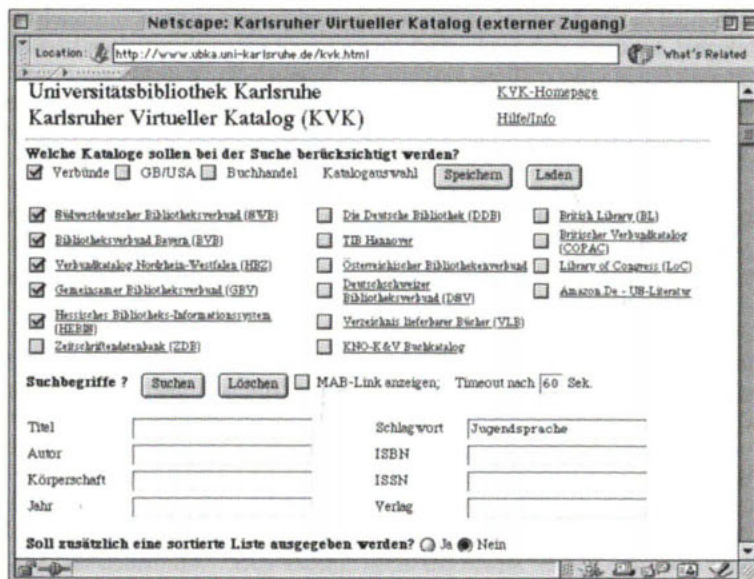 Netscape: Karlsruher Virtueller Katalog (externer Zugang)
Location: http://www.ubka.uni-karlsruhe.de/kvk.html What's Related
Universitätsbibliothek Karlsruhe KVK-Homepage
Karlsruher Virtueller Katalog (KVK) Hilfe/Info
Welche Kataloge sollen bei der Suche berücksichtigt werden?
Verbünde GB/USA Buchhandel Katalogauswahl Speichern Laden
Südwestdeutscher Bibliotheksverbund (SWB) Die Deutsche Bibliothek (DDB) British Library (BL)
Bibliotheksverbund Bayern (BVB) TIB Hannover Britischer Verbundkatalog (COPAC)
Verbundkatalog Nordrhein-Westfalen (HBZ) Österreichischer Bibliothekenverbund Library of Congress (LoC)
Gemeinsamer Bibliotheksverbund (GBV) Deutschschweizer Bibliotheksverbund (DSV) Amazon.De - US-Literatur
Hessisches Bibliotheks-Informationssystem (HEBIS) Verzeichnis lieferbarer Bücher (VLB)
Zeitschriftendatenbank (ZDB) KNO-K&V Buchkatalog
Suchbegriffe ? Suchen Löschen MAB-Link anzeigen; Timeout nach 60 Sek.
Titel Schlagwort Jugendsprache
Autor ISBN
Körperschaft ISSN
Jahr Verlag
Soll zusätzlich eine sortierte Liste ausgegeben werden? Ja Nein